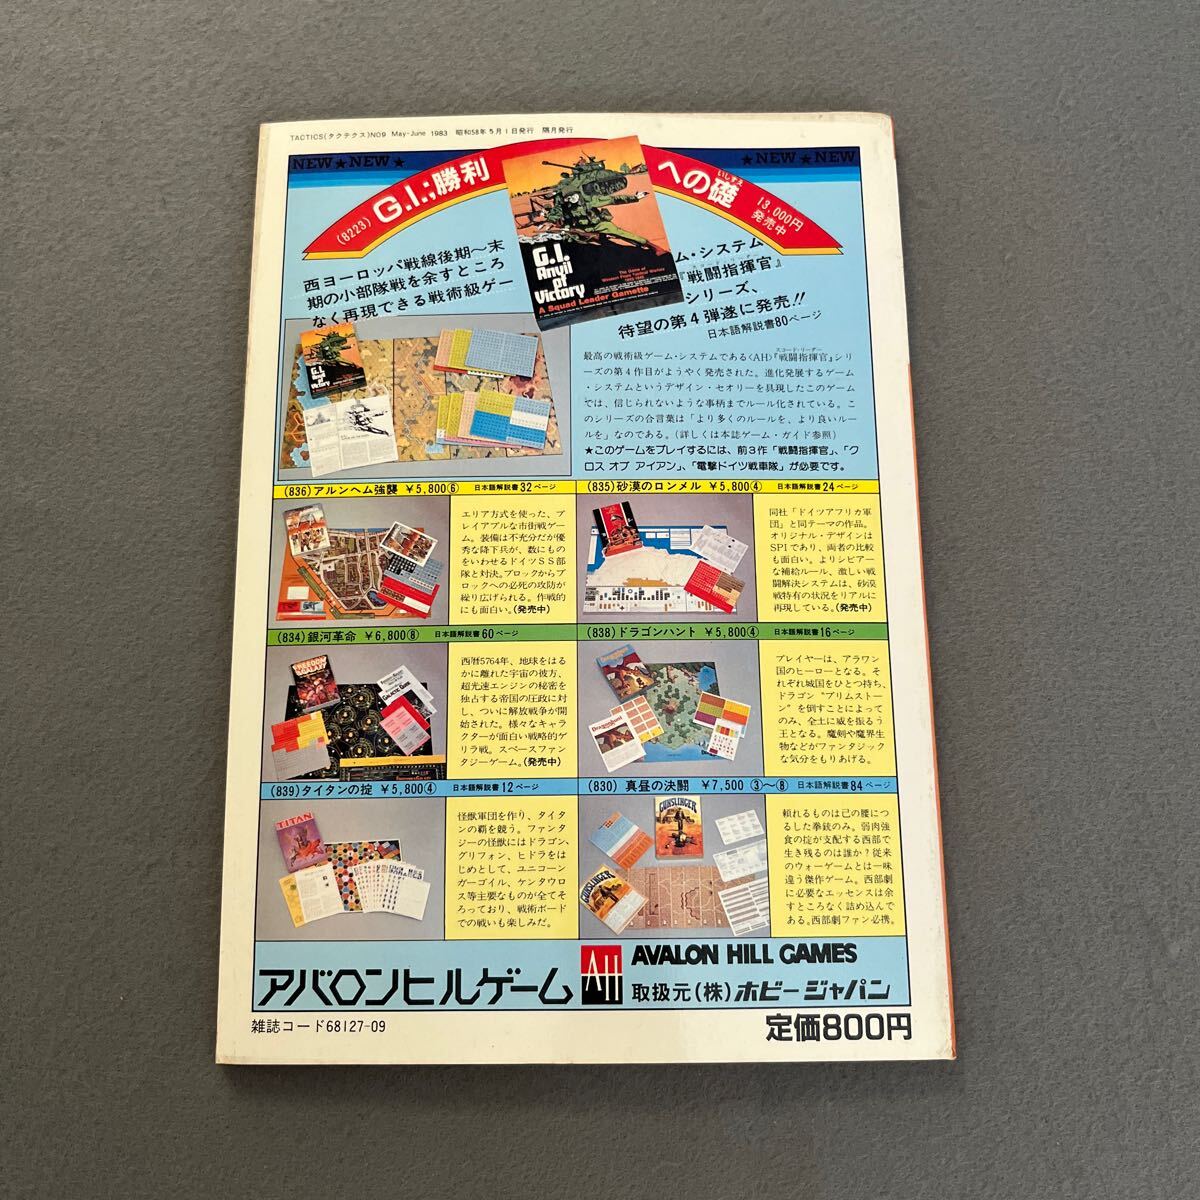 TACTICS(タクテクス)NO9 May-June 1983 昭和58年5月1日発行 隔月発行
NEW★NEW★
★NEW★NEW
(8223) G.I.;勝利
への礎
いしずえ
13,000円
発売中
西ヨーロッパ戦線後期〜末
期の小部隊戦を余すところ
なく再現できる戦術級ゲー
ム・システム
『戦闘指揮官』
シリーズ、
待望の第4弾遂に発売!!
日本語解説書80ページ
G.I.
Anvil
of
Victory
The Game of
Western Front Tactical Warfare
A Squad Leader Gamette
最高の戦術級ゲーム・システムである〈AH〉『戦闘指揮官』シリ
スコード・リーダー
ーズの第4作目がようやく発売された。進化発展するゲーム
・システムというデザイン・セオリーを具現したこのゲーム
では、信じられないような事柄までルール化されている。こ
のシリーズの合言葉は「より多くのルールを、より良いルー
ルを」なのである。(詳しくは本誌ゲーム・ガイド参照)
★このゲームをプレイするには、前3作「戦闘指揮官」、「ク
ロス オブ アイアン」、「電撃ドイツ戦車隊」が必要です。
(836) アルンヘム強襲 ¥5,800⑥ 日本語解説書32ページ
エリア方式を使った、プ
レイアブルな市街戦ゲー
ム。装備は不充分だが優
秀な降下兵が、数にもの
をいわせるドイツSS部
隊と対決。ブロックから
ブロックへの必死の攻防が
繰り広げられる。作戦的
にも面白い。(発売中)
(835) 砂漠のロンメル ¥5,800④ 日本語解説書24ページ
同社「ドイツアフリカ軍
団」と同テーマの作品。
オリジナル・デザインは
SPIであり、両者の比較
も面白い。よりシビアー
な補給ルール、激しい戦
闘解決システムは、砂漠
戦特有の状況をリアルに
再現している。(発売中)
(834) 銀河革命 ¥6,800⑧ 日本語解説書60ページ
FREEDOM
GALAXY
西暦5764年、地球をはる
かに離れた宇宙の彼方、
超光速エンジンの秘密を
独占する帝国の圧政に対
し、ついに解放戦争が開
始された。様々なキャラ
クターが面白い戦略的ゲ
リラ戦。スペースファン
タジーゲーム。(発売中)
(838) ドラゴンハント ¥5,800④ 日本語解説書16ページ
Dragonhunt
プレイヤーは、アラワン
国のヒーローとなる。そ
れぞれ城国をひとつ持ち、
ドラゴン“ブリムストー
ン”を倒すことによって
のみ、全土に威を振るう
王となる。魔剣や魔界生
物などがファンタジック
な気分をもりあげる。
(839) タイタンの掟 ¥5,800④ 日本語解説書12ページ
TITAN
怪獣軍団を作り、タイタ
ンの覇を競う。ファンタ
ジーの怪獣にはドラゴン、
グリフォン、ヒドラをは
じめとして、ユニコーン
ガーゴイル、ケンタウロ
ス等主要なものが全てそ
ろっており、戦術ボード
での戦いも楽しみだ。
(830) 真昼の決闘 ¥7,500 ③〜⑧ 日本語解説書84ページ
GUNSLINGER
GUNSLINGER
頼れるものは己の腰につ
るした拳銃のみ。弱肉強
食の掟が支配する西部で
生き残るのは誰か?従来
のウォーゲームとは一味
違う傑作ゲーム。西部劇
に必要なエッセンスは余
すところなく詰め込んで
ある。西部劇ファン必携。
アバロンヒルゲーム
AH
AVALON HILL GAMES
取扱元(株)ホビージャパン
雑誌コード68127-09
定価800円